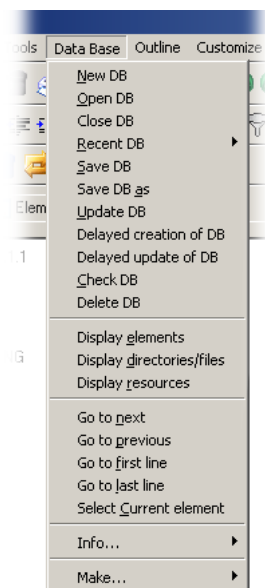 ools Data Base Outline Customize
New DB
Open DB
Close DB
Recent DB
Save DB
Save DB as
Update DB
Elem
Delayed creation of DB
.1
Delayed update of DB
Check DB
Delete DB
Display elements
Display directories/files
Display resources
Go to next
Go to previous
Go to first line
Go to last line
Select Current element
Info...
Make...